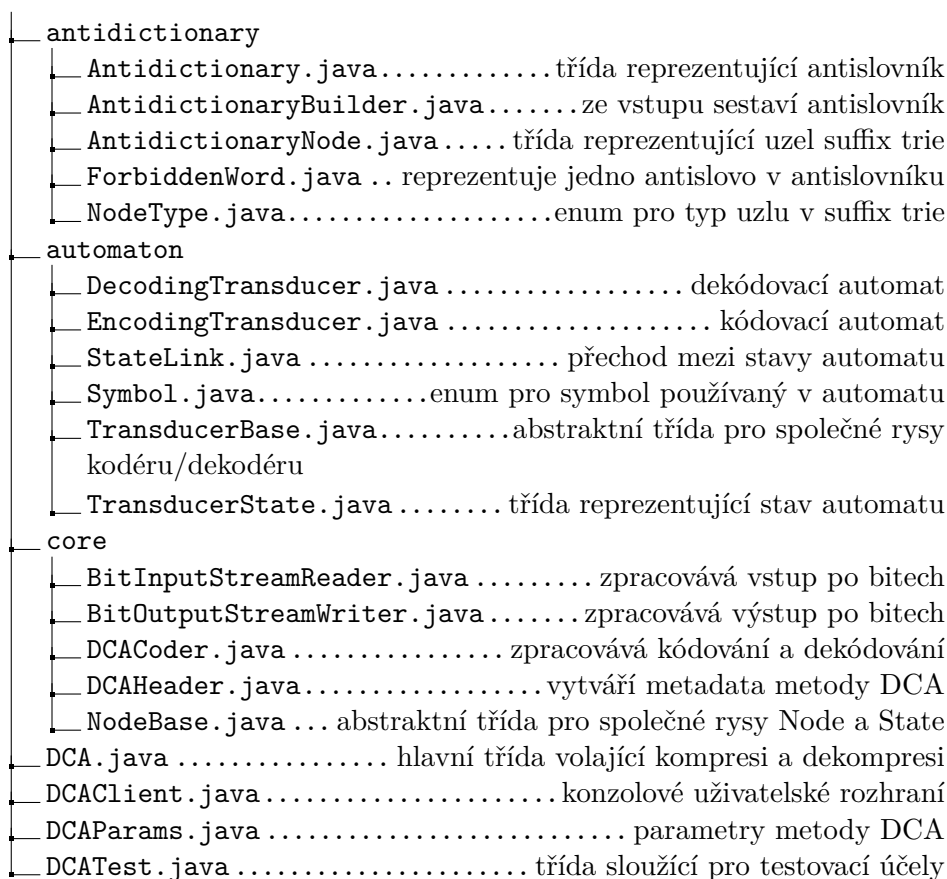 antidictionary
Antidictionary.java.............třída reprezentující antislovník
AntidictionaryBuilder.java.......ze vstupu sestaví antislovník
AntidictionaryNode.java..... třída reprezentující uzel suffix trie
ForbiddenWord.java .. reprezentuje jedno antislovo v antislovníku
NodeType.java....................enum pro typ uzlu v suffix trie
automaton
DecodingTransducer.java .................. dekódovací automat
EncodingTransducer.java .................... kódovací automat
StateLink.java ................... přechod mezi stavy automatu
Symbol.java.............enum pro symbol používaný v automatu
TransducerBase.java..........abstraktní třída pro společné rysy
kodéru/dekodéru
TransducerState.java ........ třída reprezentující stav automatu
core
BitInputStreamReader.java ......... zpracovává vstup po bitech
BitOutputStreamWriter.java ....... zpracovává výstup po bitech
DCACoder.java ................ zpracovává kódování a dekódování
DCAHeader.java..................vytváří metadata metody DCA
NodeBase.java ... abstraktní třída pro společné rysy Node a State
DCA.java ................ hlavní třída volající kompresi a dekompresi
DCAClient.java......................konzolové uživatelské rozhraní
DCAParams.java ........................... parametry metody DCA
DCATest.java ...................... třída sloužící pro testovací účely